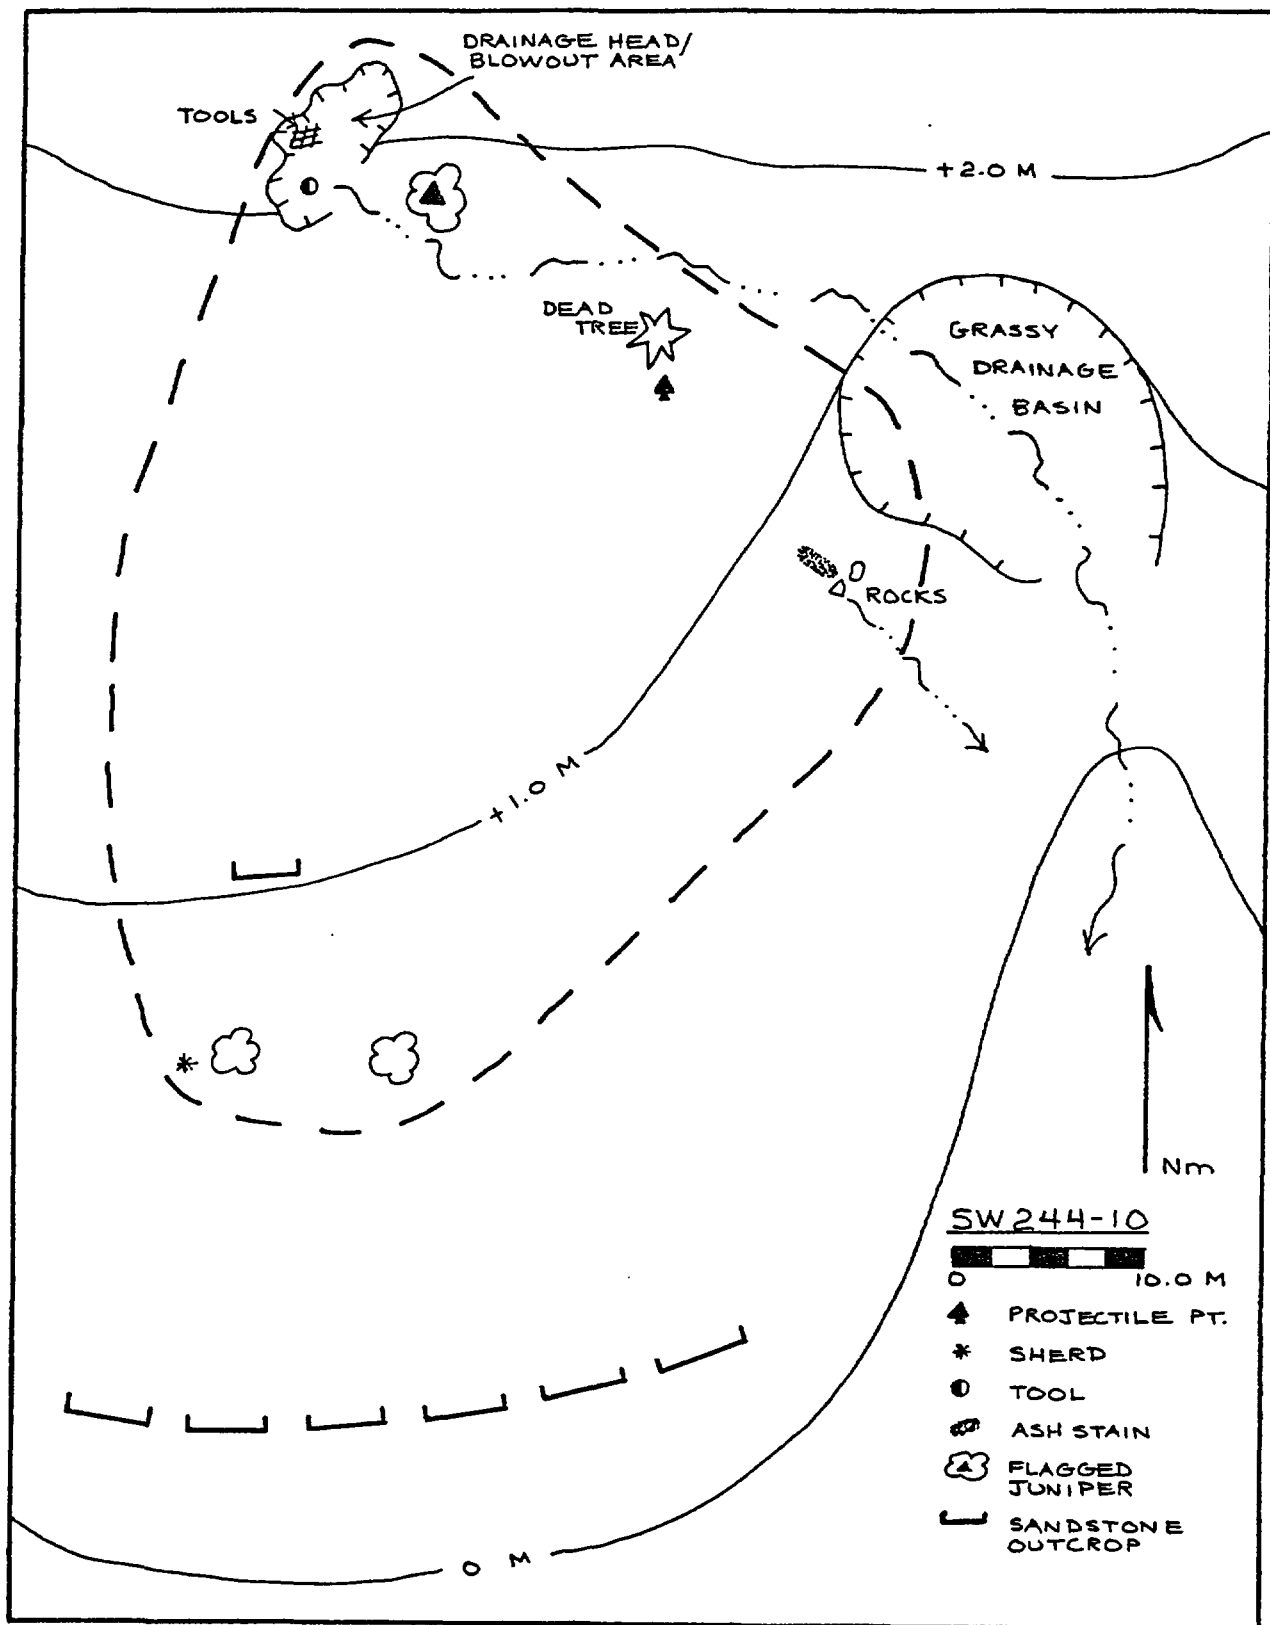 DRAINAGE HEAD/
BLOWOUT AREA
TOOLS
+2.0 M
DEAD
TREE
GRASSY
DRAINAGE
BASIN
ROCKS
+1.0 M
Nm
SW244-10
0 10.0 M
PROJECTILE PT.
SHERD
TOOL
ASH STAIN
FLAGGED
JUNIPER
SANDSTONE
OUTCROP
0 M